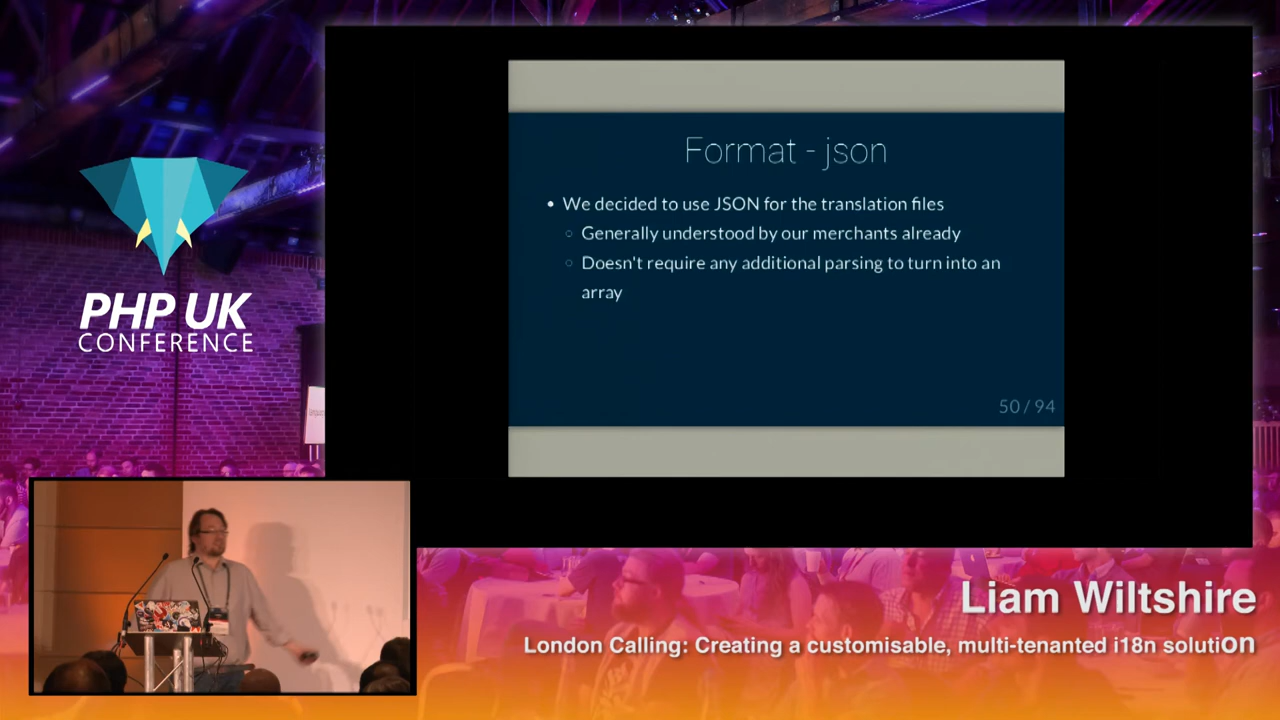 Format - json
• We decided to use JSON for the translation files
○ Generally understood by our merchants already
○ Doesn't require any additional parsing to turn into an
array
50 / 94
PHP UK
CONFERENCE
Liam Wiltshire
London Calling: Creating a customisable, multi-tenanted i18n solution